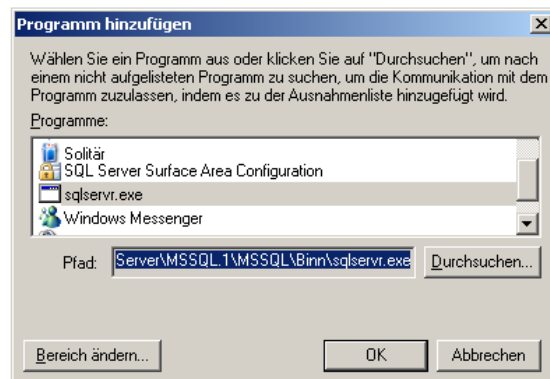 Programm hinzufügen
Wählen Sie ein Programm aus oder klicken Sie auf "Durchsuchen", um nach
einem nicht aufgelisteten Programm zu suchen, um die Kommunikation mit dem
Programm zuzulassen, indem es zu der Ausnahmenliste hinzugefügt wird.
Programme:
Solitär
SQL Server Surface Area Configuration
sqlservr.exe
Windows Messenger
Pfad: Server\MSSQL.1\MSSQL\Binn\sqlservr.exe Durchsuchen...
Bereich ändern... OK Abbrechen